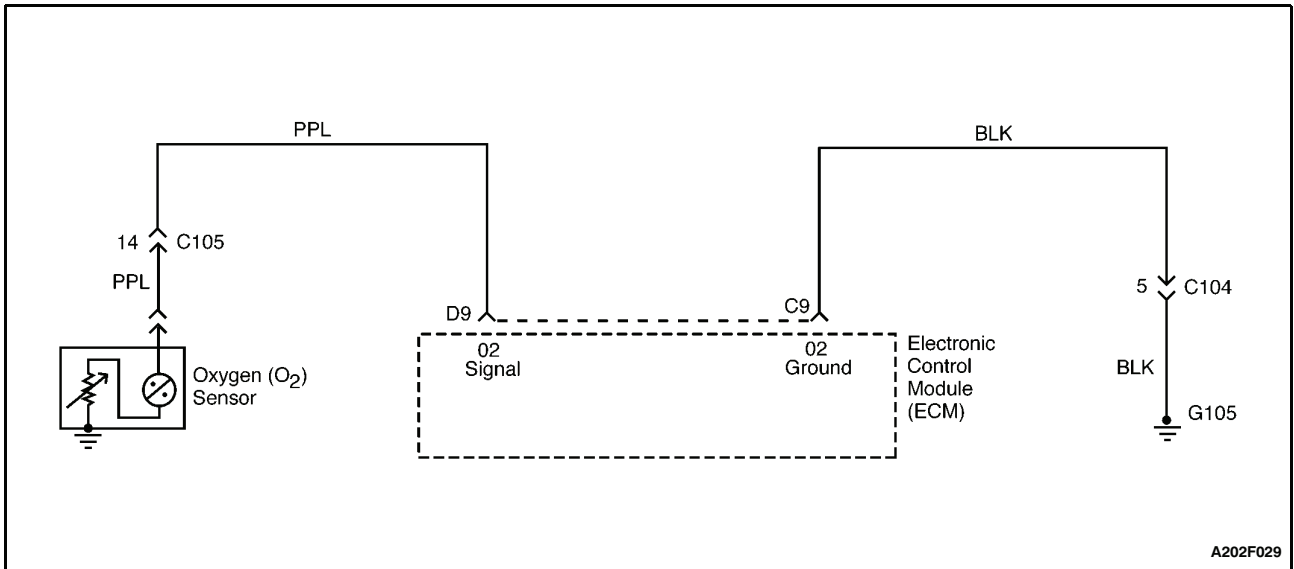 PPL
BLK
14 C105
PPL
5 C104
D9
C9
02
Signal
02
Ground
Electronic
Control
Module
(ECM)
Oxygen (O2)
Sensor
BLK
G105
A202F029